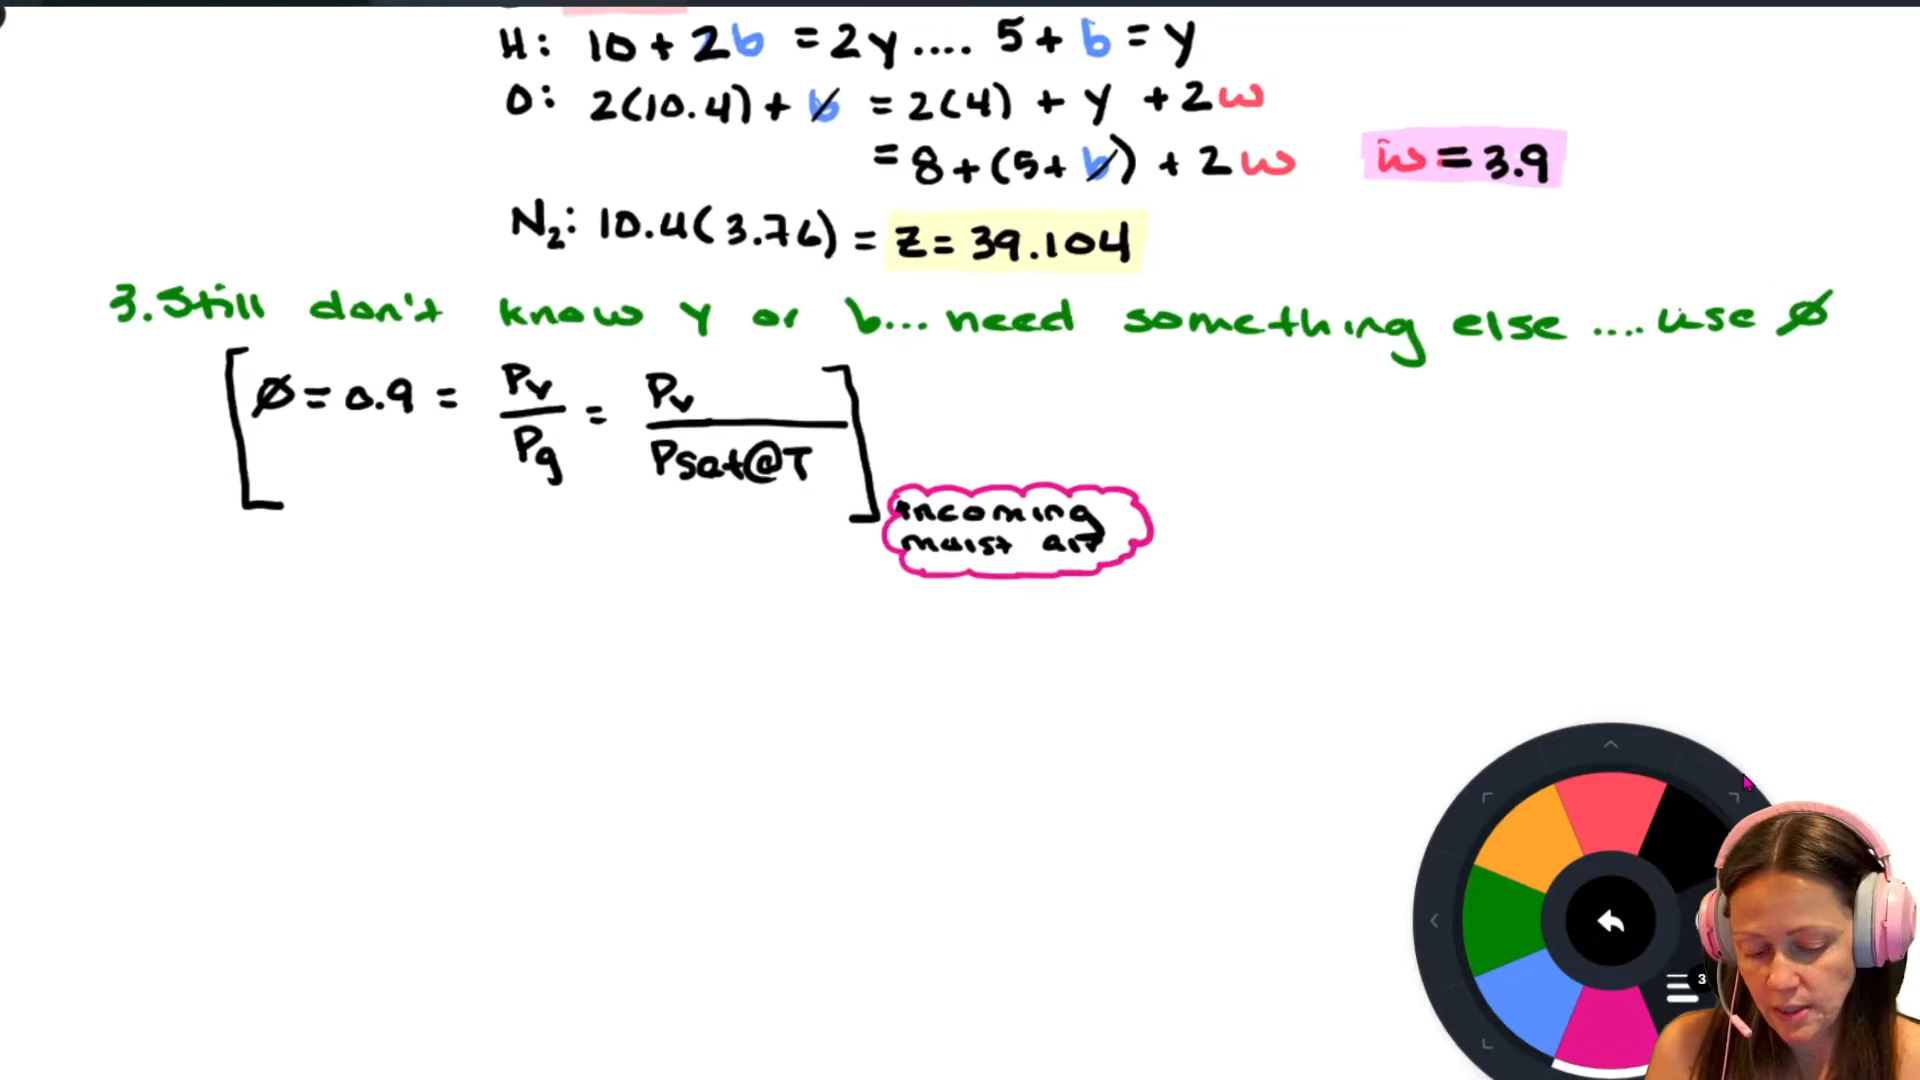 H: 10 + 2b = 2y .... 5 + b = y
O: 2(10.4) + b = 2(4) + y + 2w
= 8 + (5 + b) + 2w
w = 3.9
N₂: 10.4(3.76) = z = 39.104
3. Still don't know y or b... need something else .... use ø
ø = 0.9 = Pv / Pg = Pv / Psat@T
incoming
moist air
3